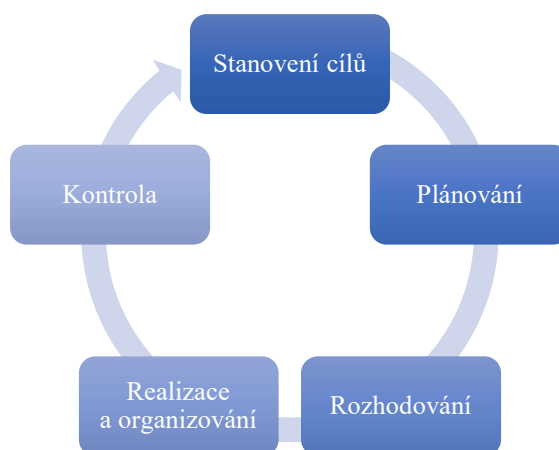 Stanovení cílů
Plánování
Rozhodování
Realizace
a organizování
Kontrola